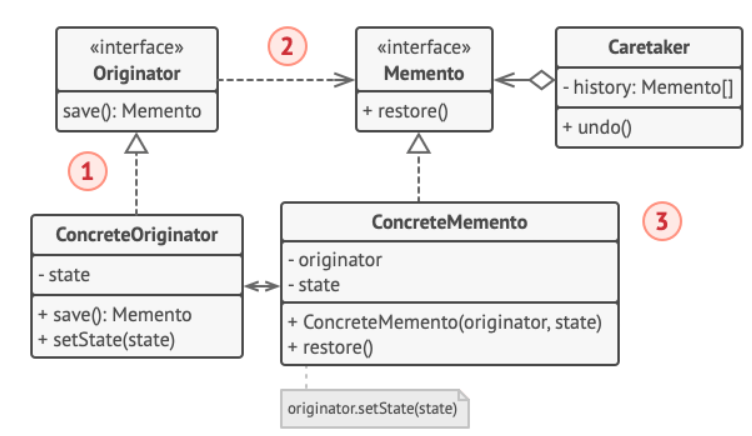 «interface»
Originator
save(): Memento
2
«interface»
Memento
+ restore()
Caretaker
- history: Memento[]
+ undo()
1
ConcreteOriginator
- state
+ save(): Memento
+ setState(state)
ConcreteMemento
- originator
- state
+ ConcreteMemento(originator, state)
+ restore()
3
originator.setState(state)